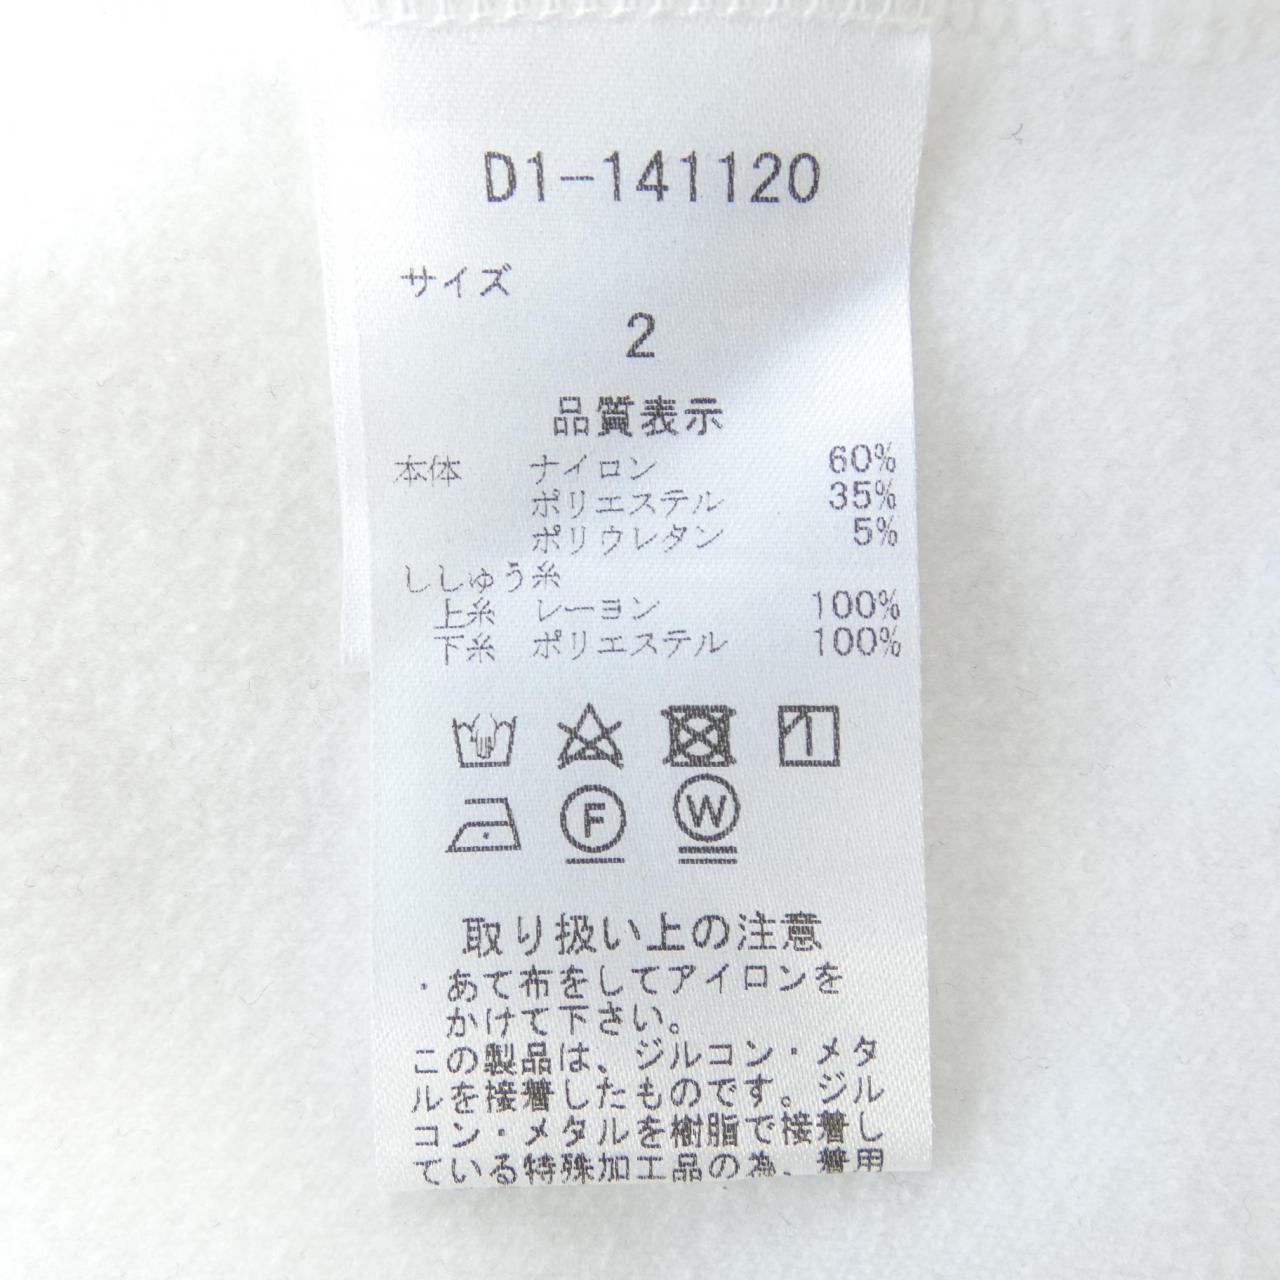 D1-141120
サイズ
2
品質表示
本体 ナイロン 60%
ポリエステル 35%
ポリウレタン 5%
ししゅう糸
上糸 レーヨン 100%
下糸 ポリエステル 100%
F W
取り扱い上の注意
・あて布をしてアイロンを
かけて下さい。
この製品は、ジルコン・メタ
ルを接着したものです。ジル
コン・メタルを樹脂で接着し
ている特殊加工品の為、着用